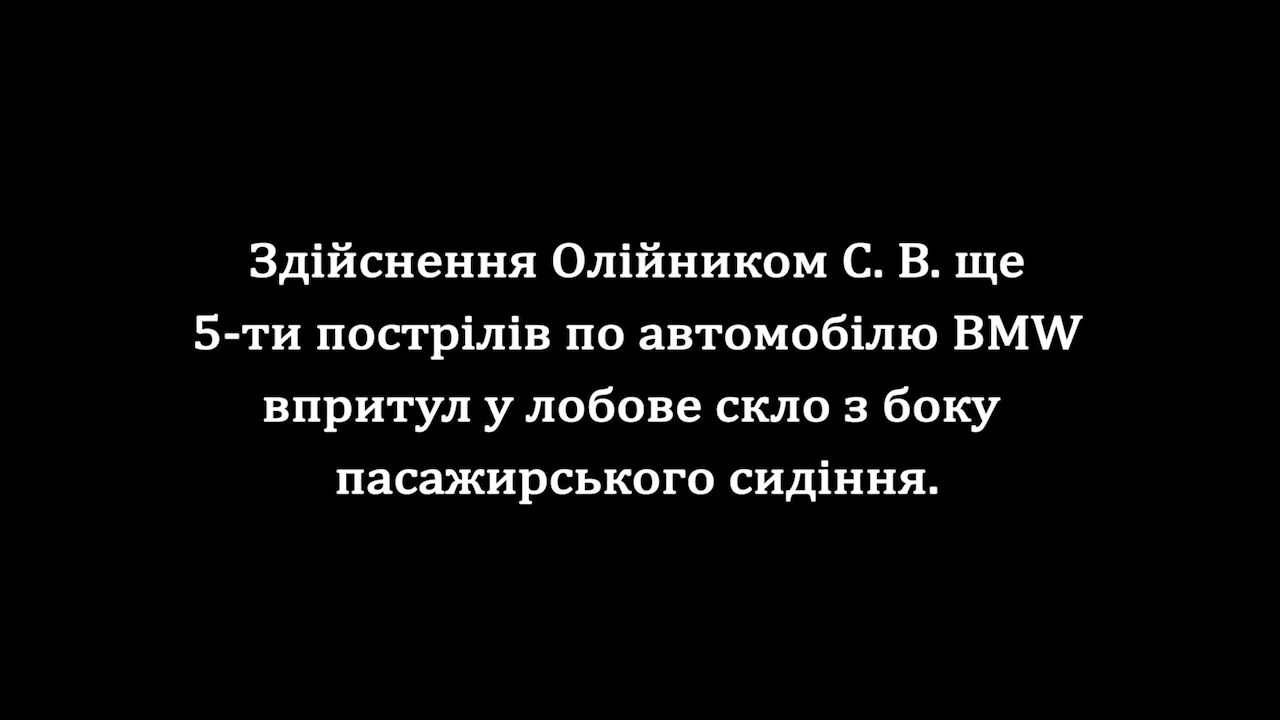 Здійснення Олійником С. В. ще
5-ти пострілів по автомобілю BMW
впритул у лобове скло з боку
пасажирського сидіння.